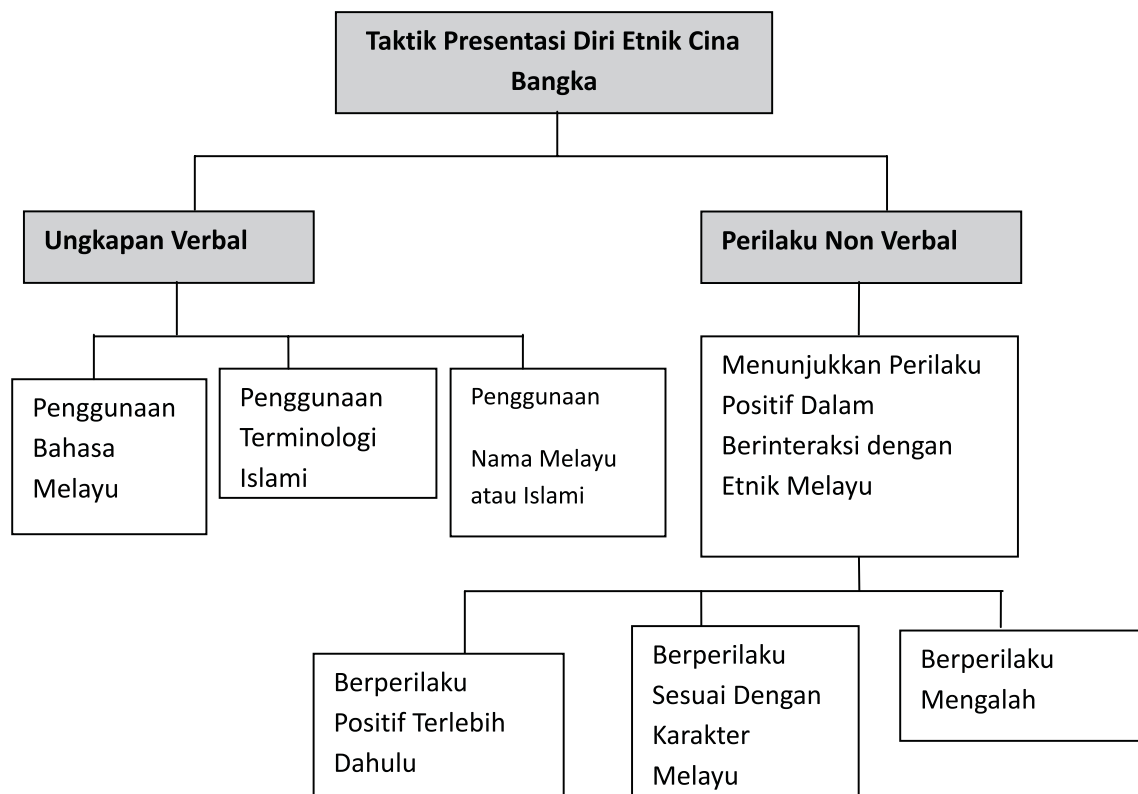 Taktik Presentasi Diri Etnik Cina
Bangka
Ungkapan Verbal
Perilaku Non Verbal
Penggunaan
Bahasa
Melayu
Penggunaan
Terminologi
Islami
Penggunaan
Nama Melayu
atau Islami
Menunjukkan Perilaku
Positif Dalam
Berinteraksi dengan
Etnik Melayu
Berperilaku
Positif Terlebih
Dahulu
Berperilaku
Sesuai Dengan
Karakter
Melayu
Berperilaku
Mengalah